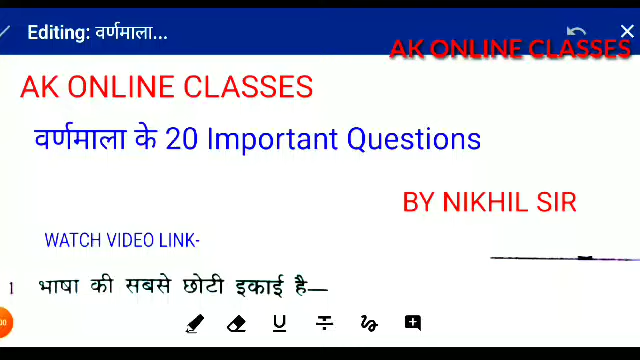 Editing: वर्णमाला...
AK ONLINE CLASSES
AK ONLINE CLASSES
वर्णमाला के 20 Important Questions
BY NIKHIL SIR
WATCH VIDEO LINK-
1 भाषा की सबसे छोटी इकाई है—